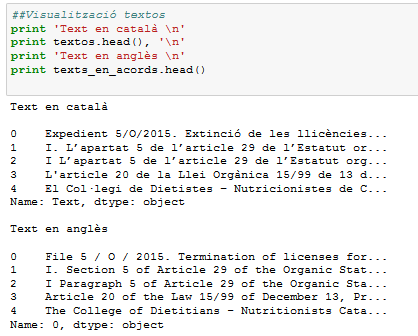 ##Visualització textos
print 'Text en català \n'
print textos.head(), '\n'
print 'Text en anglès \n'
print texts_en_acords.head()
Text en català
0 Expedient 5/O/2015. Extinció de les llicències...
1 I. L'apartat 5 de l'article 29 de l'Estatut or...
2 I L'apartat 5 de l'article 29 de l'Estatut org...
3 L'article 20 de la Llei Orgànica 15/99 de 13 d...
4 El Col·legi de Dietistes – Nutricionistes de C...
Name: Text, dtype: object
Text en anglès
0 File 5 / O / 2015. Termination of licenses for...
1 I. Section 5 of Article 29 of the Organic Stat...
2 I Paragraph 5 of Article 29 of the Organic Sta...
3 Article 20 of the Law 15/99 of December 13, Pr...
4 The College of Dietitians – Nutritionists Cata...
Name: 0, dtype: object